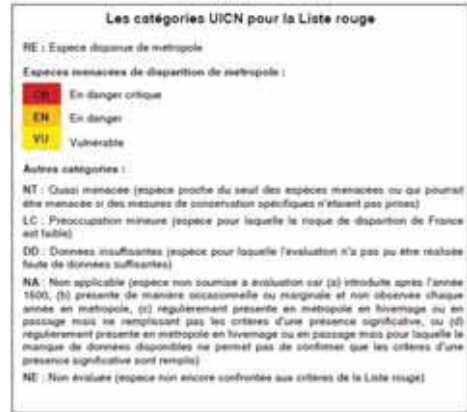 Les catégories UICN pour la Liste rouge
RE : Espèce disparue de métropole
Espèces menacées de disparition de métropole :
CR En danger critique
EN En danger
VU Vulnérable
Autres catégories :
NT : Quasi menacée (espèce proche du seuil des espèces menacées ou qui pourrait
être menacée si des mesures de conservation spécifiques n'étaient pas prises)
LC : Préoccupation mineure (espèce pour laquelle le risque de disparition de France
est faible)
DD : Données insuffisantes (espèce pour laquelle l'évaluation n'a pas pu être réalisée
faute de données suffisantes)
NA : Non applicable (espèce non soumise à évaluation car (a) introduite après l'année
1500, (b) présente de manière occasionnelle ou marginale et non observée chaque
année en métropole, (c) régulièrement présente en métropole en hivernage ou en
passage mais ne remplissant pas les critères d'une présence significative, ou (d)
régulièrement présente en métropole en hivernage ou en passage mais pour laquelle le
manque de données disponibles ne permet pas de confirmer que les critères d'une
présence significative sont remplis)
NE : Non évaluée (espèce non encore confrontée aux critères de la Liste rouge)